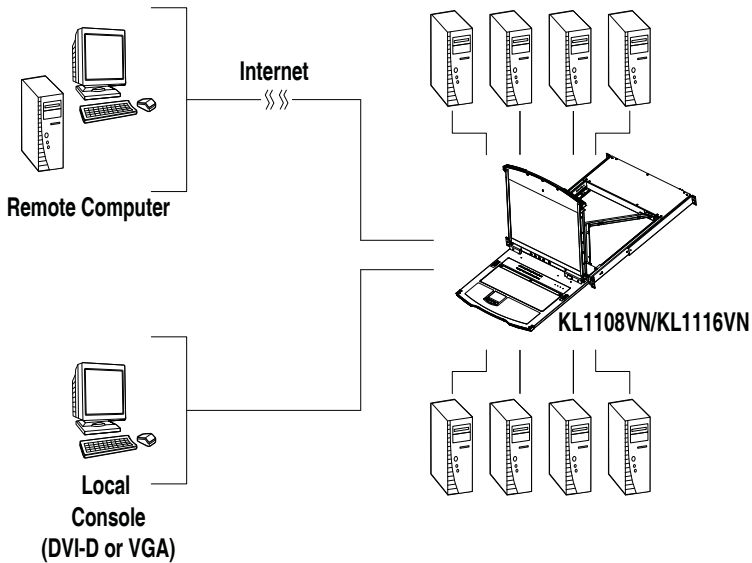 Internet
Remote Computer
KL1108VN/KL1116VN
Local
Console
(DVI-D or VGA)